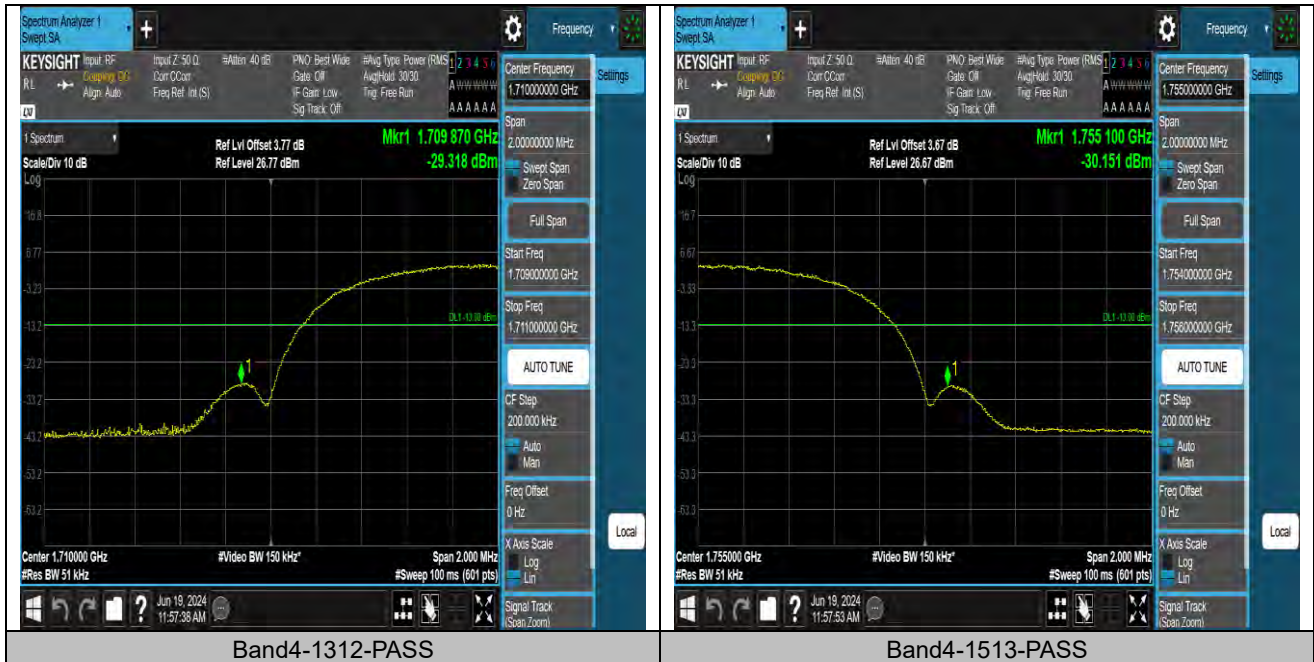 Spectrum Analyzer 1
Swept SA
+
Frequency
KEYSIGHT
Input: RF
Coupling: DC
Align: Auto
Input Z: 50 Ω
Corr CCorr
Freq Ref: Int (S)
#Atten: 40 dB
PNO: Best Wide
Gate: Off
IF Gain: Low
Sig Track: Off
#Avg Type: Power (RMS
Avg|Hold: 30/30
Trig: Free Run
1 2 3 4 5 6
A W W W W W
A A A A A A
RL
LXI
Center Frequency
1.710000000 GHz
Settings
Span
2.00000000 MHz
Swept Span
Zero Span
Full Span
Start Freq
1.709000000 GHz
Stop Freq
1.711000000 GHz
AUTO TUNE
CF Step
200.000 kHz
Auto
Man
Freq Offset
0 Hz
X Axis Scale
Log
Lin
Signal Track
(Span Zoom)
Local
1 Spectrum
Scale/Div 10 dB
Log
Ref Lvl Offset 3.77 dB
Ref Level 26.77 dBm
Mkr1 1.709 870 GHz
-29.318 dBm
16.8
6.77
-3.23
-13.2
-23.2
-33.2
-43.2
-53.2
-63.2
DL1 -13.00 dBm
1
Center 1.710000 GHz
#Res BW 51 kHz
#Video BW 150 kHz*
Span 2.000 MHz
#Sweep 100 ms (601 pts)
?
Jun 19, 2024
11:57:38 AM
Band4-1312-PASS
Spectrum Analyzer 1
Swept SA
+
Frequency
KEYSIGHT
Input: RF
Coupling: DC
Align: Auto
Input Z: 50 Ω
Corr CCorr
Freq Ref: Int (S)
#Atten: 40 dB
PNO: Best Wide
Gate: Off
IF Gain: Low
Sig Track: Off
#Avg Type: Power (RMS
Avg|Hold: 30/30
Trig: Free Run
1 2 3 4 5 6
A W W W W W
A A A A A A
RL
LXI
Center Frequency
1.755000000 GHz
Settings
Span
2.00000000 MHz
Swept Span
Zero Span
Full Span
Start Freq
1.754000000 GHz
Stop Freq
1.756000000 GHz
AUTO TUNE
CF Step
200.000 kHz
Auto
Man
Freq Offset
0 Hz
X Axis Scale
Log
Lin
Signal Track
(Span Zoom)
Local
1 Spectrum
Scale/Div 10 dB
Log
Ref Lvl Offset 3.67 dB
Ref Level 26.67 dBm
Mkr1 1.755 100 GHz
-30.151 dBm
16.7
6.67
-3.33
-13.3
-23.3
-33.3
-43.3
-53.3
-63.3
DL1 -13.00 dBm
1
Center 1.755000 GHz
#Res BW 51 kHz
#Video BW 150 kHz*
Span 2.000 MHz
#Sweep 100 ms (601 pts)
?
Jun 19, 2024
11:57:53 AM
Band4-1513-PASS